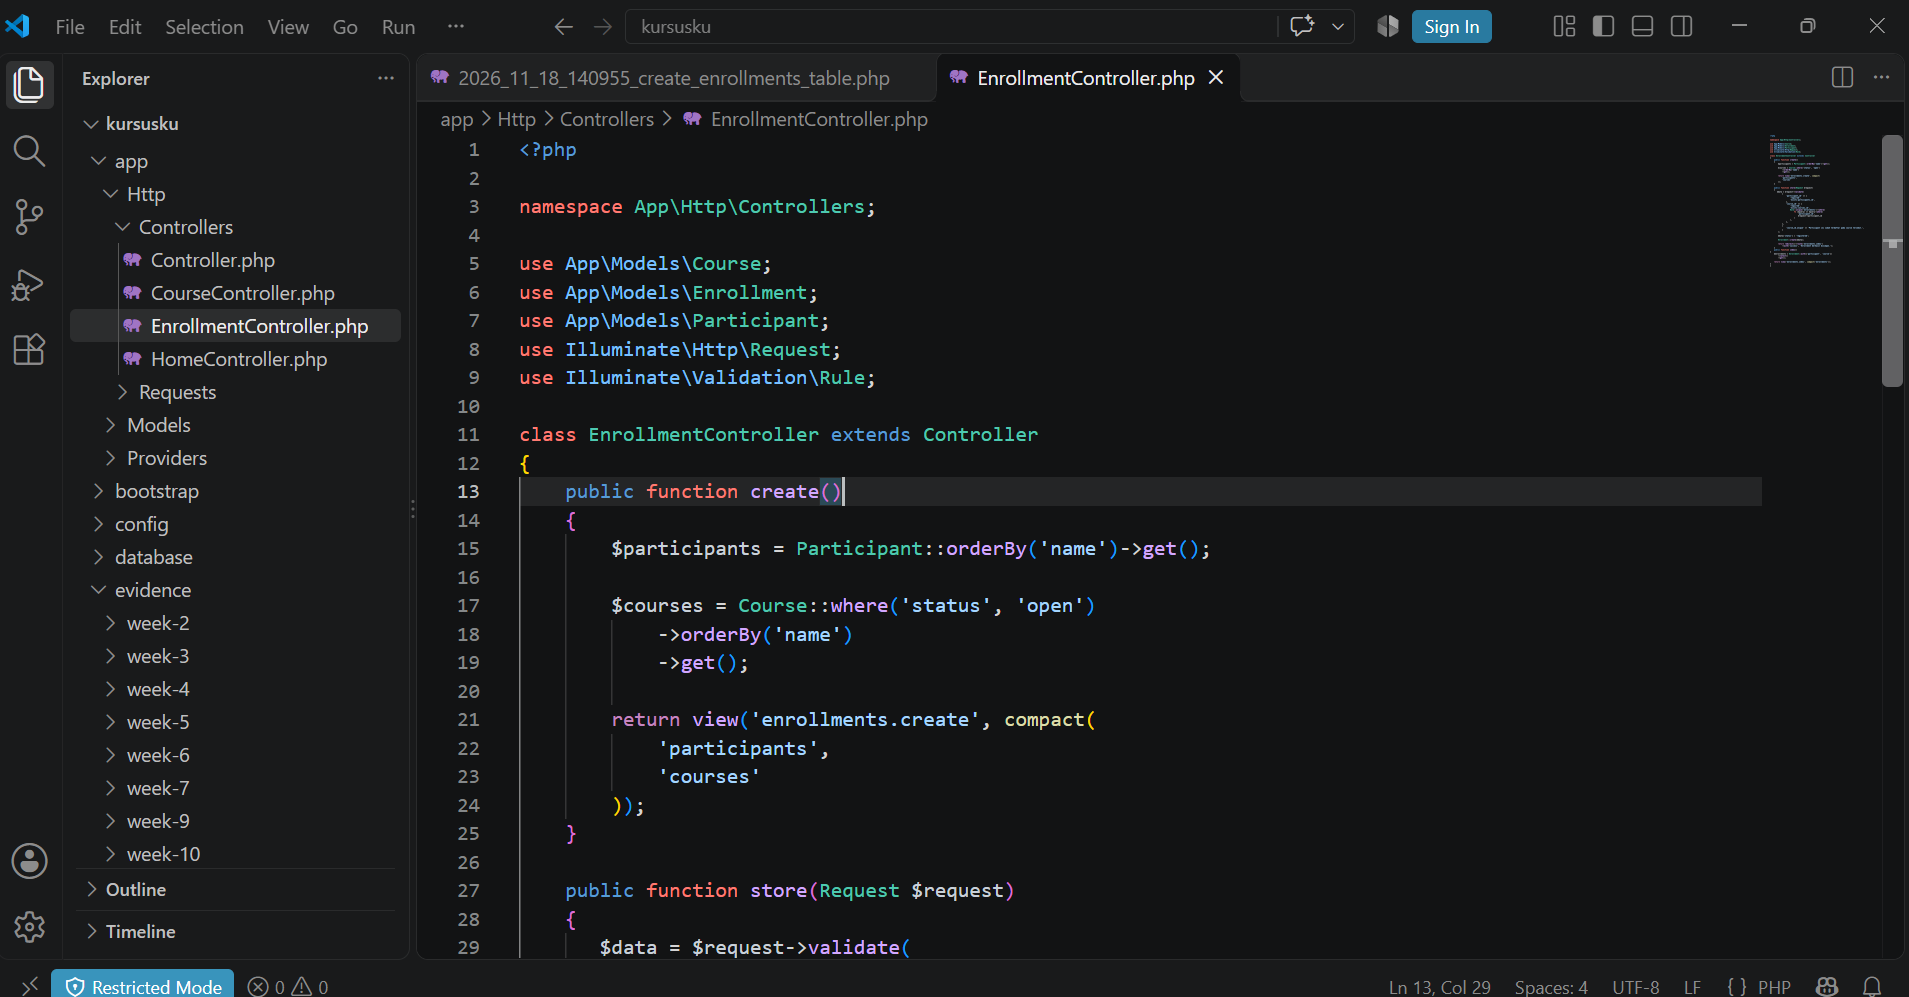 File Edit Selection View Go Run ··· kursusku Sign In
Explorer ···
kursusku
app
Http
Controllers
Controller.php
CourseController.php
EnrollmentController.php
HomeController.php
Requests
Models
Providers
bootstrap
config
database
evidence
week-2
week-3
week-4
week-5
week-6
week-7
week-9
week-10
Outline
Timeline
2026_11_18_140955_create_enrollments_table.php EnrollmentController.php
app > Http > Controllers > EnrollmentController.php
1 <?php
2
3 namespace App\Http\Controllers;
4
5 use App\Models\Course;
6 use App\Models\Enrollment;
7 use App\Models\Participant;
8 use Illuminate\Http\Request;
9 use Illuminate\Validation\Rule;
10
11 class EnrollmentController extends Controller
12 {
13 public function create()
14 {
15 $participants = Participant::orderBy('name')->get();
16
17 $courses = Course::where('status', 'open')
18 ->orderBy('name')
19 ->get();
20
21 return view('enrollments.create', compact(
22 'participants',
23 'courses'
24 ));
25 }
26
27 public function store(Request $request)
28 {
29 $data = $request->validate(
Restricted Mode 0 0 Ln 13, Col 29 Spaces: 4 UTF-8 LF { } PHP